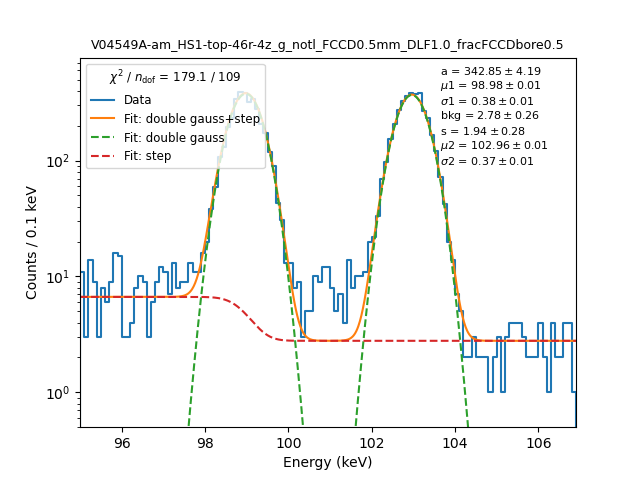 V04549A-am_HS1-top-46r-4z_g_notl_FCCD0.5mm_DLF1.0_fracFCCDbore0.5
χ² / n_dof = 179.1 / 109
Data
Fit: double gauss+step
Fit: double gauss
Fit: step
a = 342.85 ± 4.19
μ1 = 98.98 ± 0.01
σ1 = 0.38 ± 0.01
bkg = 2.78 ± 0.26
s = 1.94 ± 0.28
μ2 = 102.96 ± 0.01
σ2 = 0.37 ± 0.01
Counts / 0.1 keV
10²
10¹
10⁰
96 98 100 102 104 106
Energy (keV)